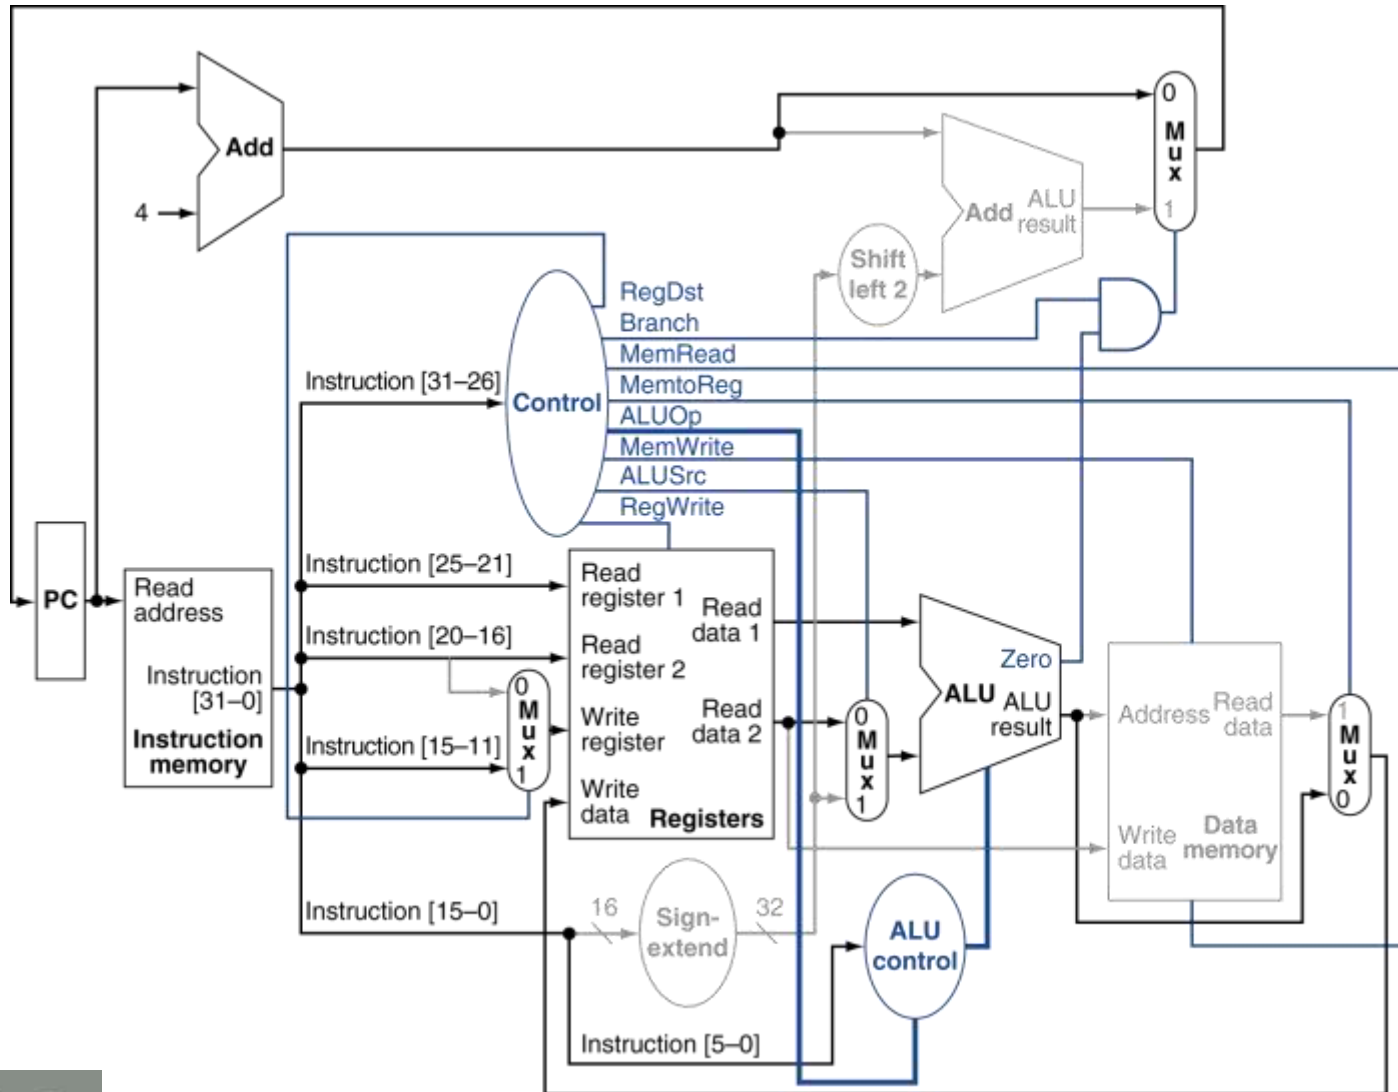 0
M
u
x
1
Add
4
Add
ALU
result
Shift
left 2
RegDst
Branch
MemRead
MemtoReg
ALUOp
MemWrite
ALUSrc
RegWrite
Control
Instruction [31–26]
Instruction [25–21]
Instruction [20–16]
Instruction [15–11]
Instruction [15–0]
Instruction [5–0]
PC
Read
address
Instruction
[31–0]
Instruction
memory
0
M
u
x
1
Read
register 1
Read
register 2
Write
register
Write
data
Read
data 1
Read
data 2
Registers
0
M
u
x
1
Zero
ALU
ALU
result
Address
Read
data
Write
data
Data
memory
1
M
u
x
0
16
Sign-
extend
32
ALU
control